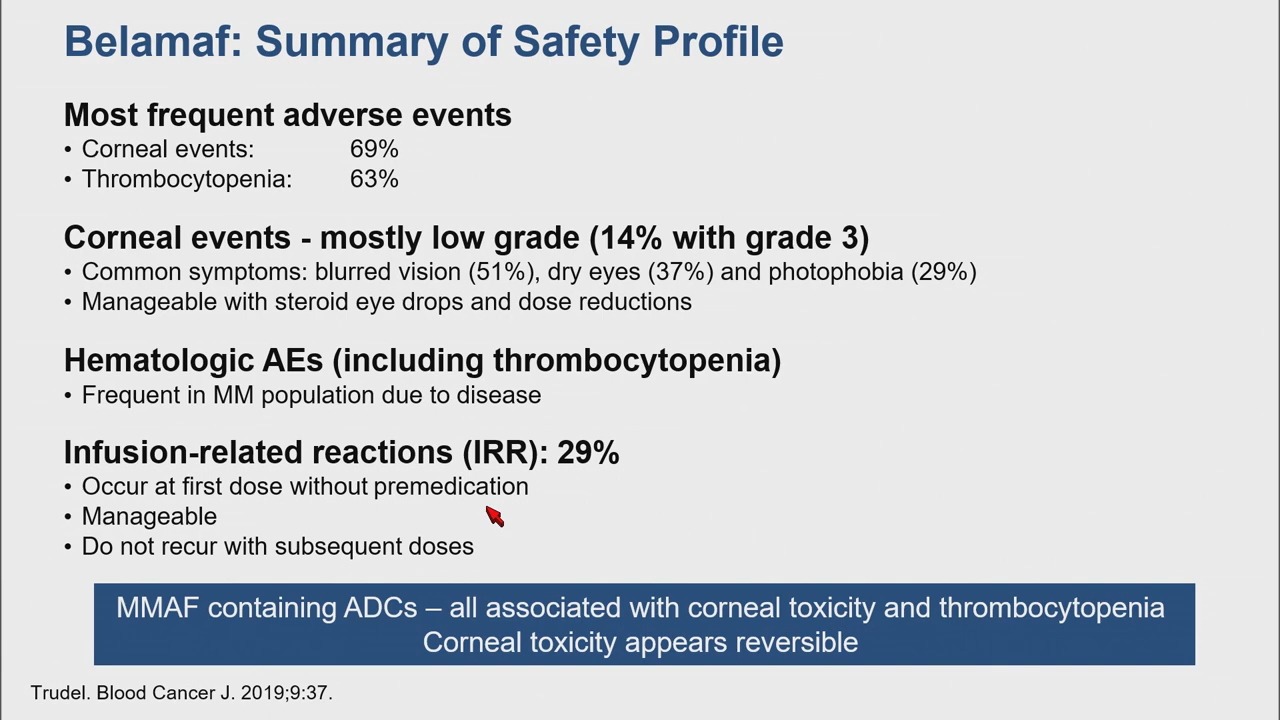 Belamaf: Summary of Safety Profile
Most frequent adverse events
• Corneal events: 69%
• Thrombocytopenia: 63%
Corneal events - mostly low grade (14% with grade 3)
• Common symptoms: blurred vision (51%), dry eyes (37%) and photophobia (29%)
• Manageable with steroid eye drops and dose reductions
Hematologic AEs (including thrombocytopenia)
• Frequent in MM population due to disease
Infusion-related reactions (IRR): 29%
• Occur at first dose without premedication
• Manageable
• Do not recur with subsequent doses
MMAF containing ADCs – all associated with corneal toxicity and thrombocytopenia
Corneal toxicity appears reversible
Trudel. Blood Cancer J. 2019;9:37.